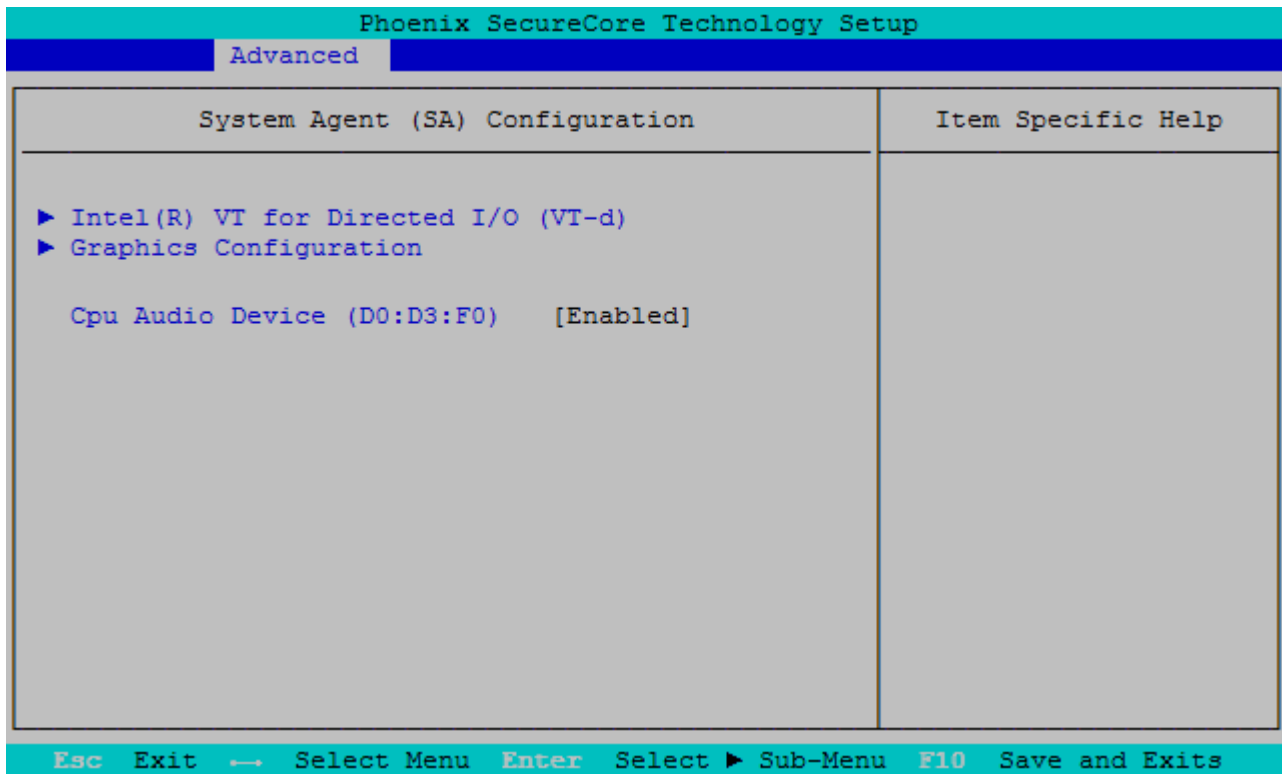 Phoenix SecureCore Technology Setup
Advanced
System Agent (SA) Configuration
Item Specific Help
► Intel(R) VT for Directed I/O (VT-d)
► Graphics Configuration
Cpu Audio Device (D0:D3:F0) [Enabled]
Esc Exit ←→ Select Menu Enter Select ► Sub-Menu F10 Save and Exits